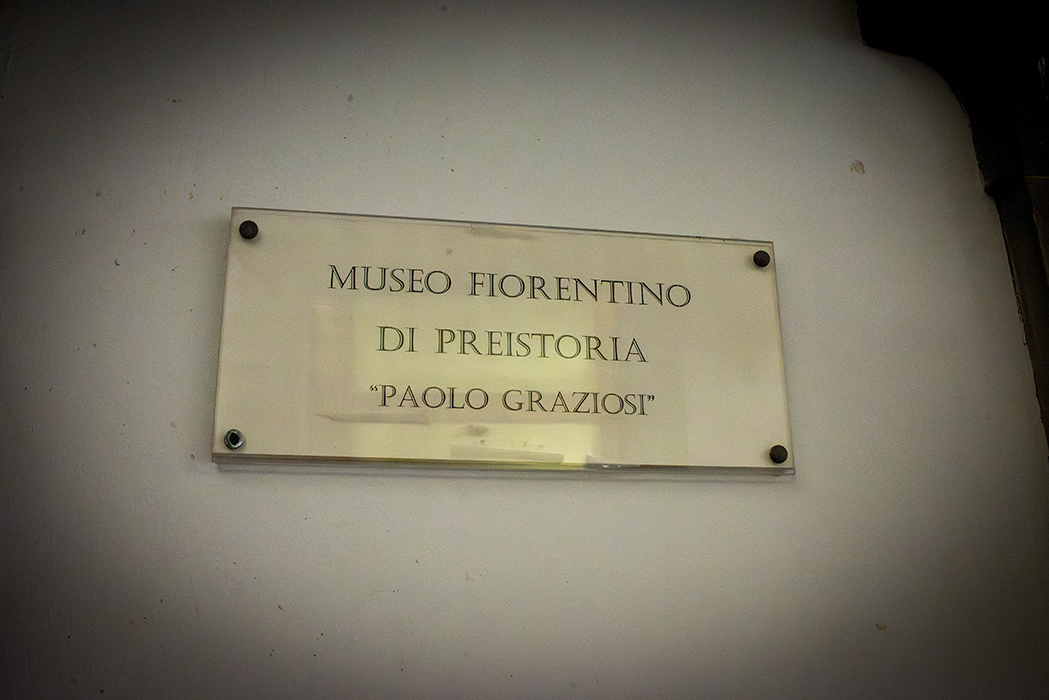 MUSEO FIORENTINO
DI PREISTORIA
“PAOLO GRAZIOSI”